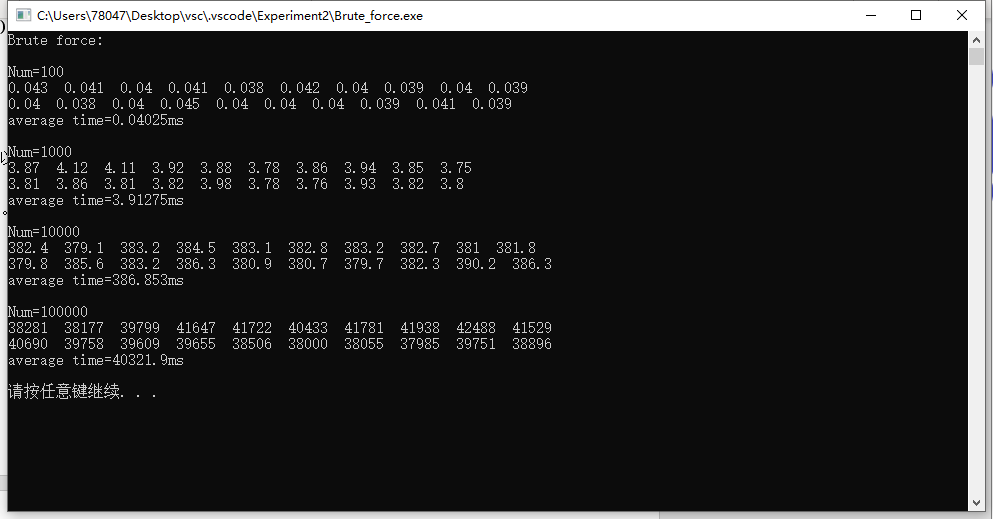 C:\Users\78047\Desktop\vsc\.vscode\Experiment2\Brute_force.exe
Brute force:
Num=100
0.043  0.041  0.04  0.041  0.038  0.042  0.04  0.039  0.04  0.039
0.04  0.038  0.04  0.045  0.04  0.04  0.04  0.039  0.041  0.039
average time=0.04025ms
Num=1000
3.87  4.12  4.11  3.92  3.88  3.78  3.86  3.94  3.85  3.75
3.81  3.86  3.81  3.82  3.98  3.78  3.76  3.93  3.82  3.8
average time=3.91275ms
Num=10000
382.4  379.1  383.2  384.5  383.1  382.8  383.2  382.7  381  381.8
379.8  385.6  383.2  386.3  380.9  380.7  379.7  382.3  390.2  386.3
average time=386.853ms
Num=100000
38281  38177  39799  41647  41722  40433  41781  41938  42488  41529
40690  39758  39609  39655  38506  38000  38055  37985  39751  38896
average time=40321.9ms
请按任意键继续. . .